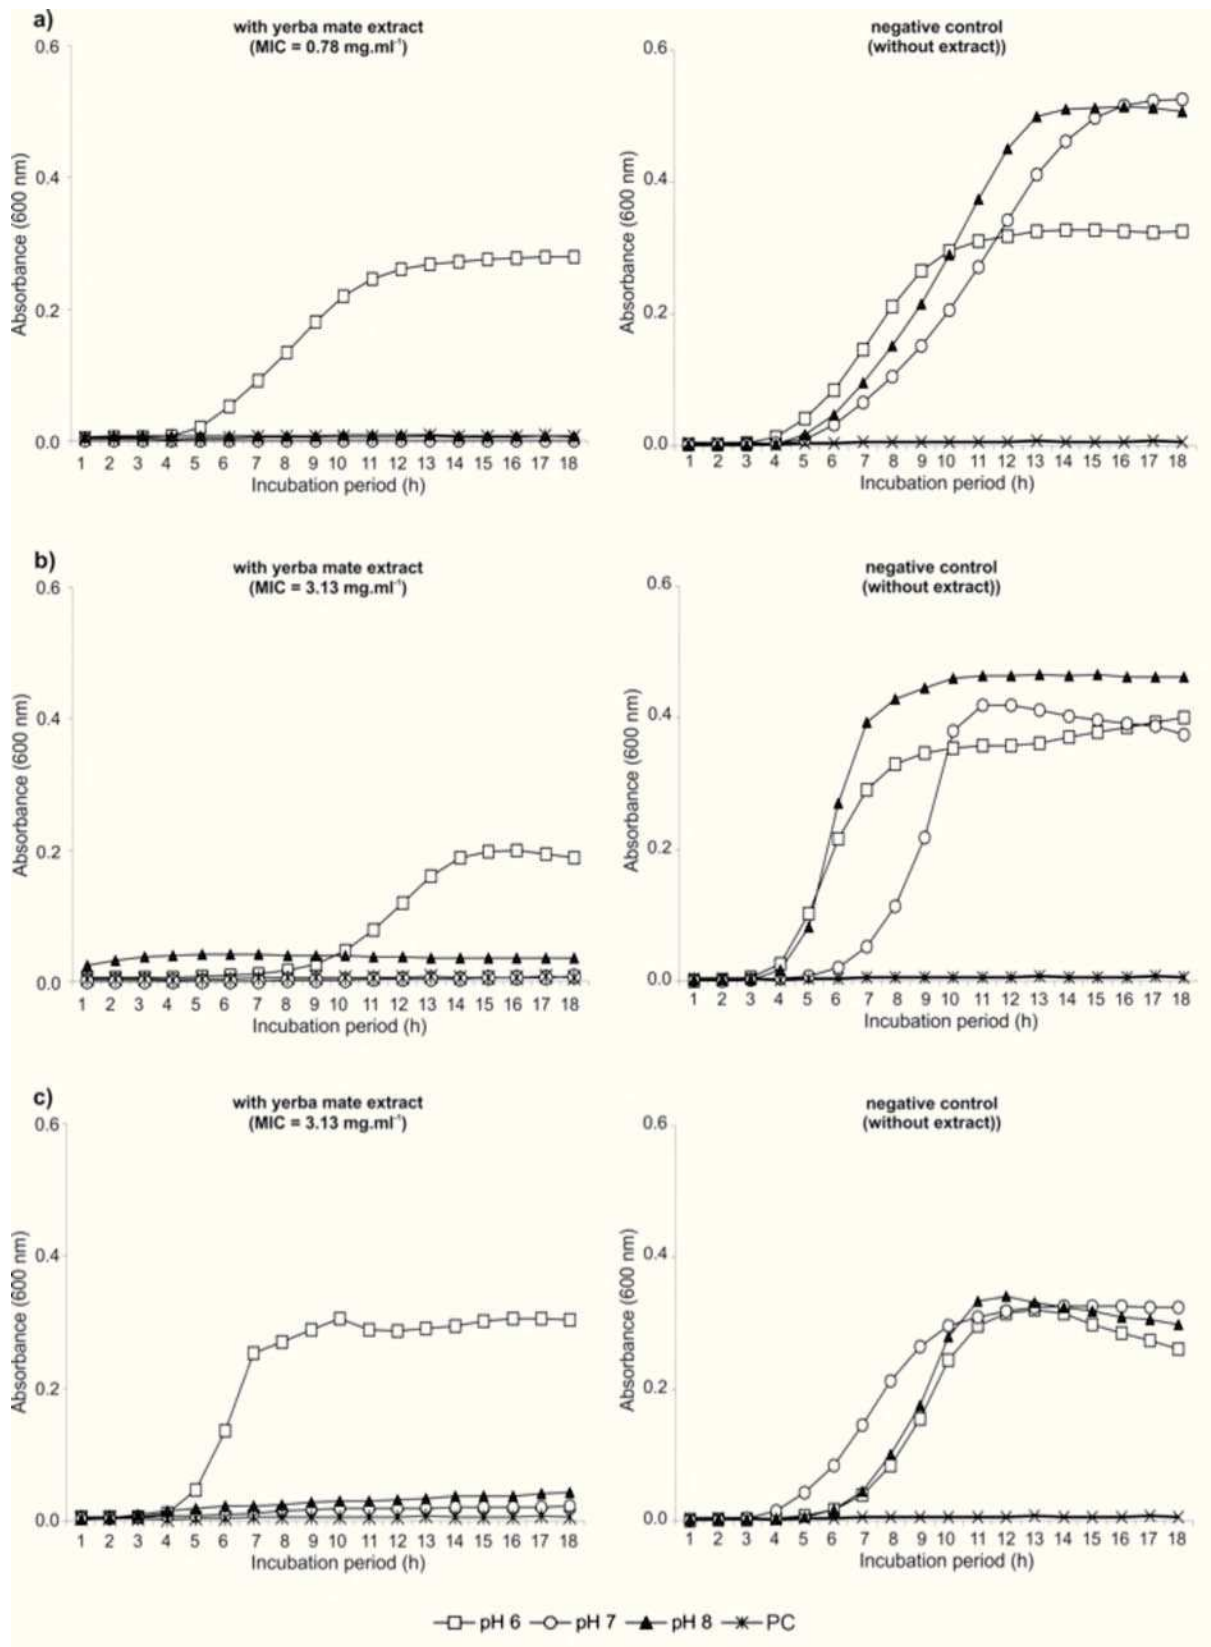 a)
with yerba mate extract
(MIC = 0.78 mg.ml⁻¹)
negative control
(without extract))
0.6
0.4
0.2
0.0
Absorbance (600 nm)
1 2 3 4 5 6 7 8 9 10 11 12 13 14 15 16 17 18
Incubation period (h)
0.6
0.4
0.2
0.0
Absorbance (600 nm)
1 2 3 4 5 6 7 8 9 10 11 12 13 14 15 16 17 18
Incubation period (h)
b)
with yerba mate extract
(MIC = 3.13 mg.ml⁻¹)
negative control
(without extract))
0.6
0.4
0.2
0.0
Absorbance (600 nm)
1 2 3 4 5 6 7 8 9 10 11 12 13 14 15 16 17 18
Incubation period (h)
0.6
0.4
0.2
0.0
Absorbance (600 nm)
1 2 3 4 5 6 7 8 9 10 11 12 13 14 15 16 17 18
Incubation period (h)
c)
with yerba mate extract
(MIC = 3.13 mg.ml⁻¹)
negative control
(without extract))
0.6
0.4
0.2
0.0
Absorbance (600 nm)
1 2 3 4 5 6 7 8 9 10 11 12 13 14 15 16 17 18
Incubation period (h)
0.6
0.4
0.2
0.0
Absorbance (600 nm)
1 2 3 4 5 6 7 8 9 10 11 12 13 14 15 16 17 18
Incubation period (h)
pH 6 pH 7 pH 8 PC